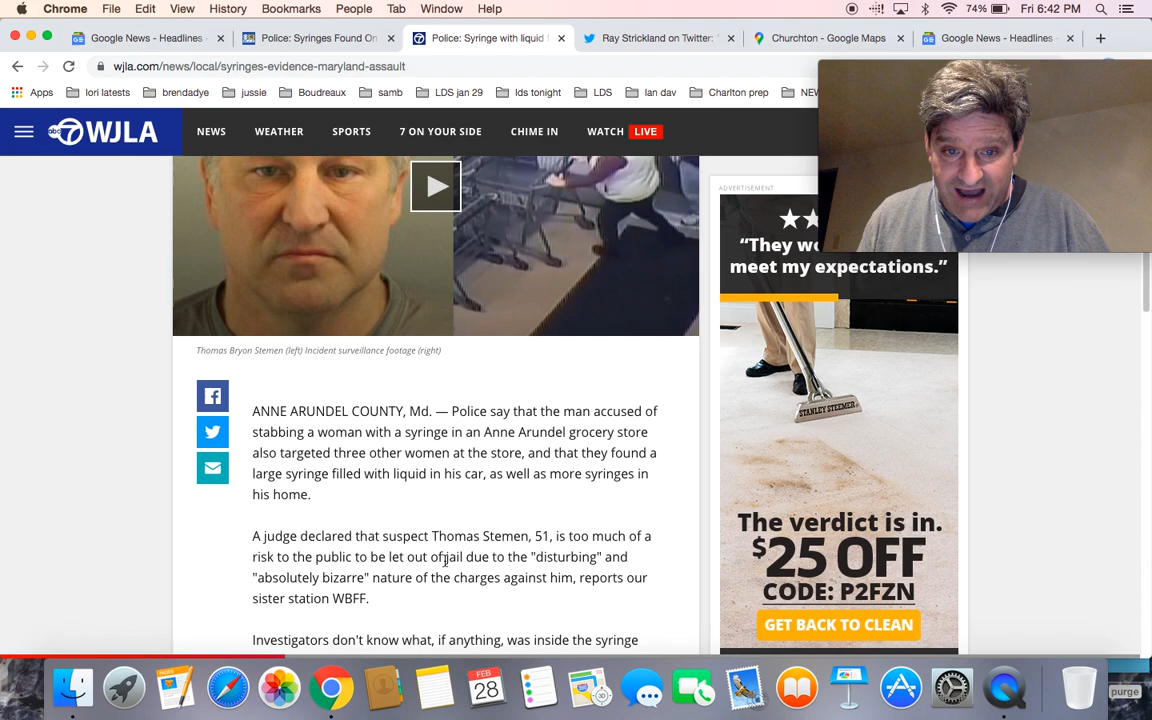 Chrome File Edit View History Bookmarks People Tab Window Help 74% Fri 6:42 PM
Google News - Headlines - Police: Syringes Found On Police: Syringe with liquid f Ray Strickland on Twitter: " Churchton - Google Maps Google News - Headlines -
wjla.com/news/local/syringes-evidence-maryland-assault
Apps lori latests brendadye jussie Boudreaux samb LDS jan 29 lds tonight LDS lan dav Charlton prep NE
abc 7 WJLA NEWS WEATHER SPORTS 7 ON YOUR SIDE CHIME IN WATCH LIVE
ADVERTISEMENT
"They wo
meet my expectations."
STANLEY STEEMER
The verdict is in.
$25 OFF
CODE: P2FZN
GET BACK TO CLEAN
Thomas Bryon Stemen (left) Incident surveillance footage (right)
ANNE ARUNDEL COUNTY, Md. — Police say that the man accused of
stabbing a woman with a syringe in an Anne Arundel grocery store
also targeted three other women at the store, and that they found a
large syringe filled with liquid in his car, as well as more syringes in
his home.
A judge declared that suspect Thomas Stemen, 51, is too much of a
risk to the public to be let out of jail due to the "disturbing" and
"absolutely bizarre" nature of the charges against him, reports our
sister station WBFF.
Investigators don't know what, if anything, was inside the syringe
FEB
28
purge